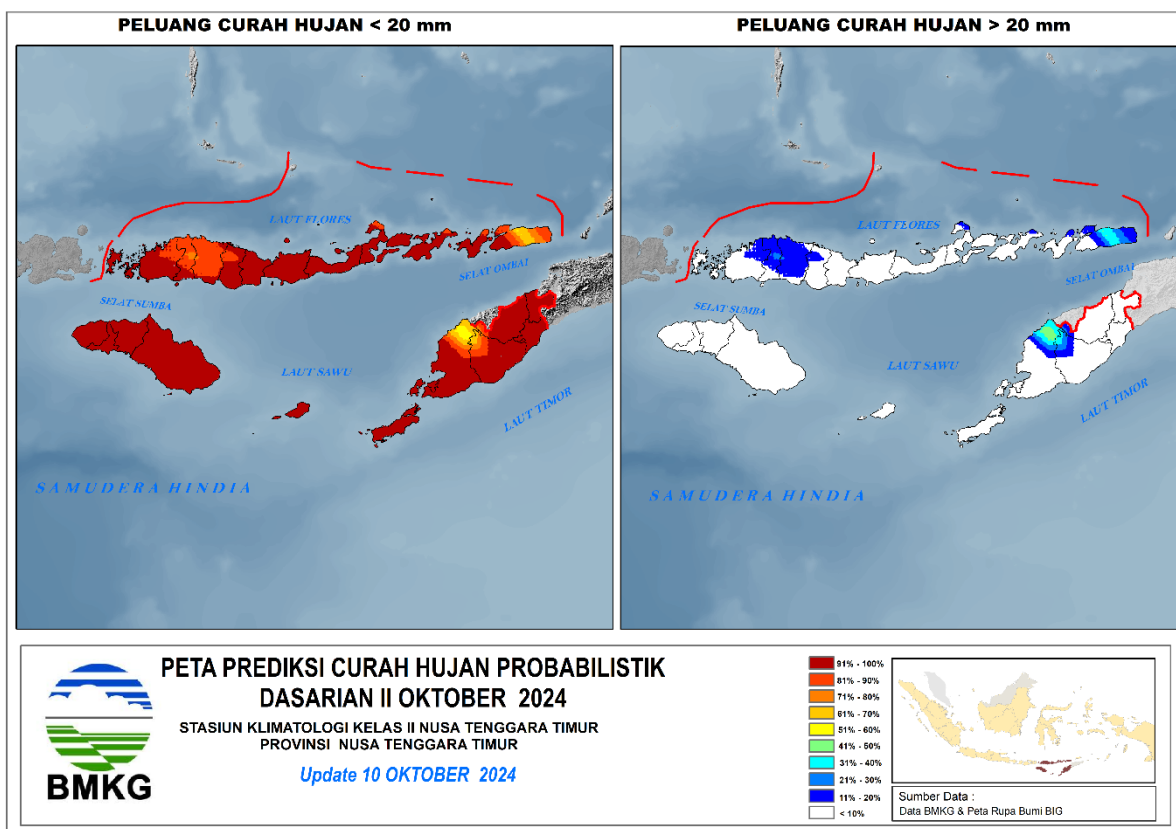 PELUANG CURAH HUJAN < 20 mm
PELUANG CURAH HUJAN > 20 mm
LAUT FLORES
SELAT OMBAI
SELAT SUMBA
LAUT SAWU
LAUT TIMOR
SAMUDERA HINDIA
LAUT FLORES
SELAT OMBAI
SELAT SUMBA
LAUT SAWU
LAUT TIMOR
SAMUDERA HINDIA
BMKG
PETA PREDIKSI CURAH HUJAN PROBABILISTIK
DASARIAN II OKTOBER 2024
STASIUN KLIMATOLOGI KELAS II NUSA TENGGARA TIMUR
PROVINSI NUSA TENGGARA TIMUR
Update 10 OKTOBER 2024
91% - 100%
81% - 90%
71% - 80%
61% - 70%
51% - 60%
41% - 50%
31% - 40%
21% - 30%
11% - 20%
< 10%
Sumber Data :
Data BMKG & Peta Rupa Bumi BIG